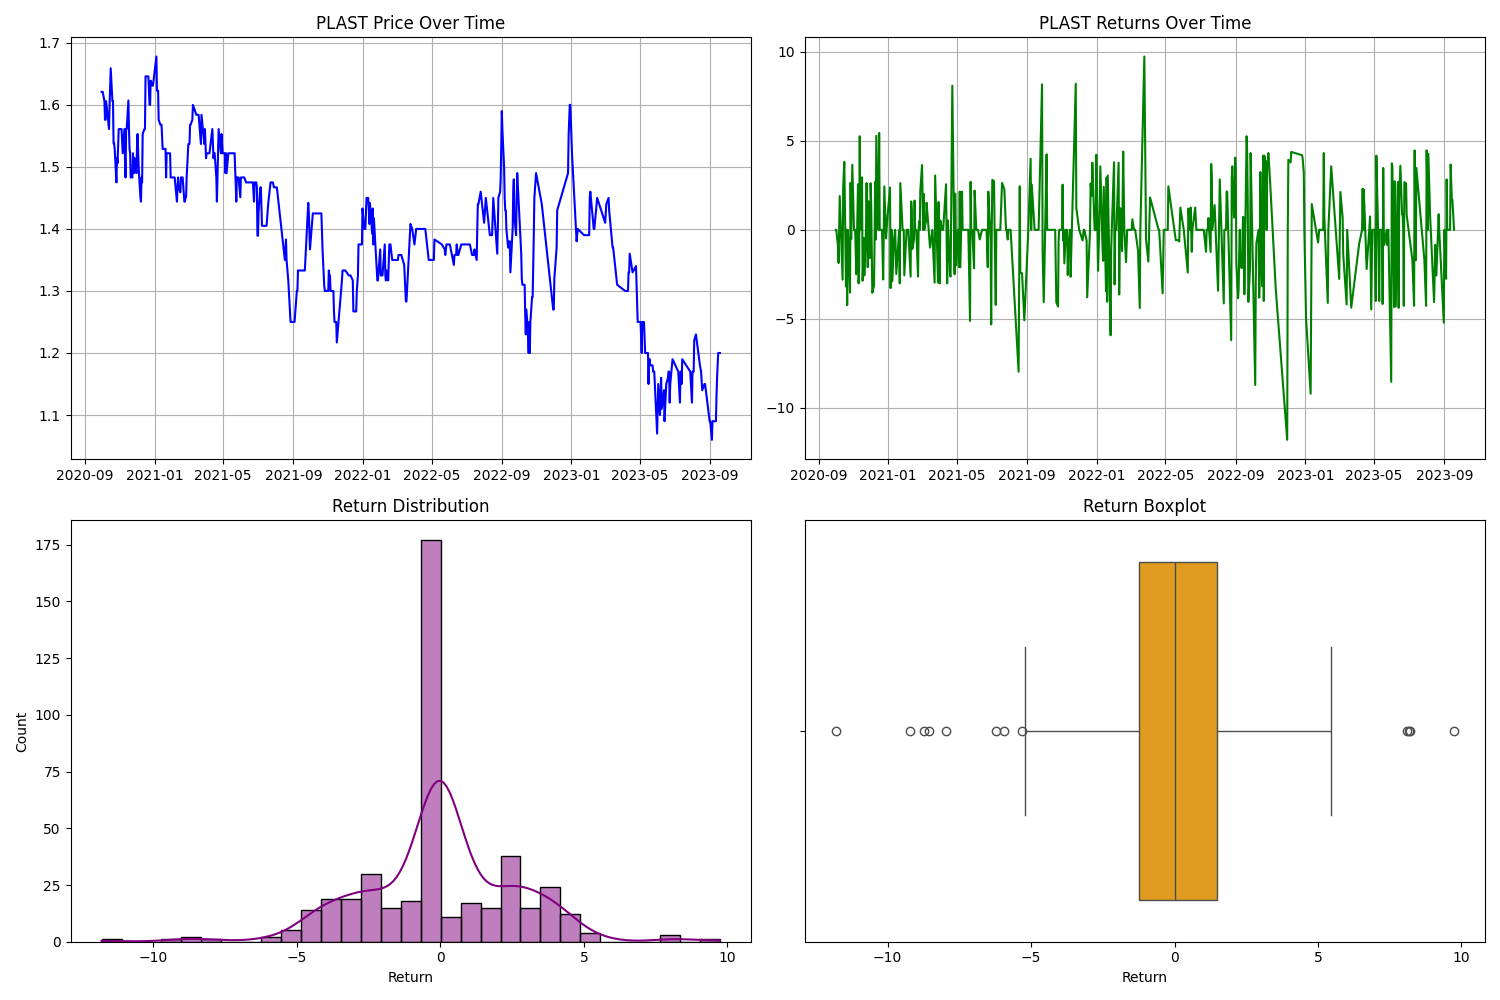 PLAST Price Over Time
1.7
1.6
1.5
1.4
1.3
1.2
1.1
2020-09 2021-01 2021-05 2021-09 2022-01 2022-05 2022-09 2023-01 2023-05 2023-09
PLAST Returns Over Time
10
5
0
−5
−10
2020-09 2021-01 2021-05 2021-09 2022-01 2022-05 2022-09 2023-01 2023-05 2023-09
Return Distribution
Count
175
150
125
100
75
50
25
0
−10 −5 0 5 10
Return
Return Boxplot
−10 −5 0 5 10
Return